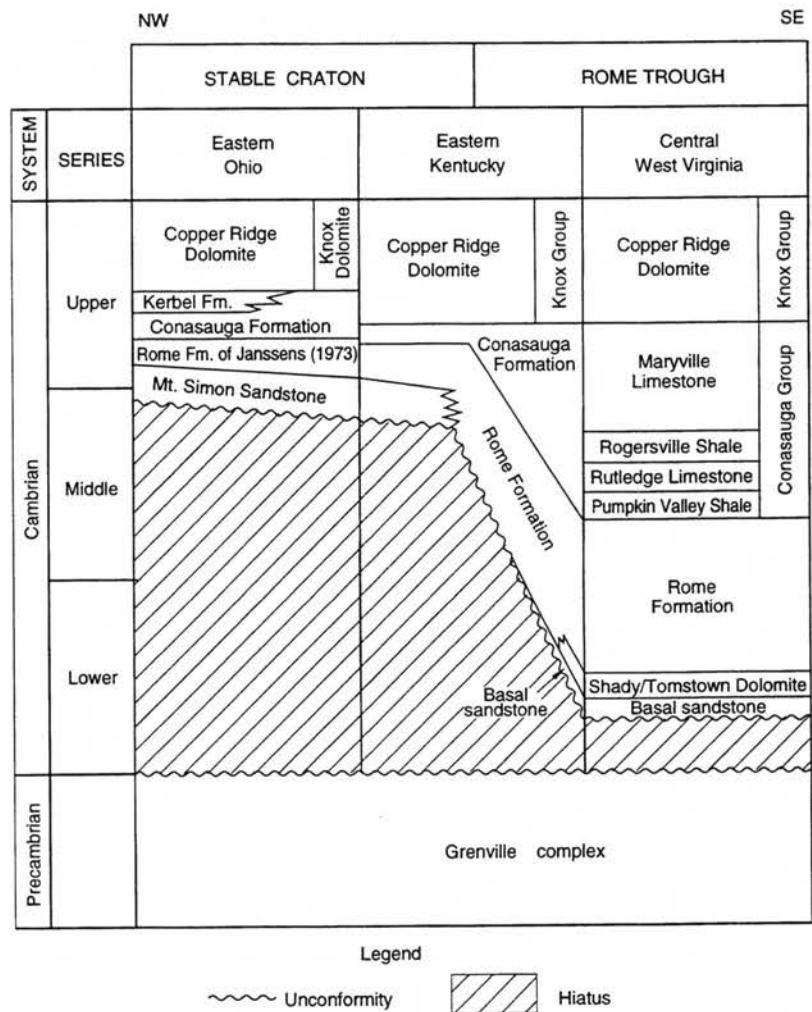 NW
SE
STABLE CRATON
ROME TROUGH
SYSTEM
SERIES
Eastern
Ohio
Eastern
Kentucky
Central
West Virginia
Cambrian
Upper
Middle
Lower
Precambrian
Copper Ridge
Dolomite
Knox
Dolomite
Kerbel Fm.
Conasauga Formation
Rome Fm. of Janssens (1973)
Mt. Simon Sandstone
Copper Ridge
Dolomite
Knox Group
Conasauga
Formation
Rome Formation
Basal
sandstone
Copper Ridge
Dolomite
Knox Group
Maryville
Limestone
Conasauga Group
Rogersville Shale
Rutledge Limestone
Pumpkin Valley Shale
Rome
Formation
Shady/Tomstown Dolomite
Basal sandstone
Grenville complex
Legend
Unconformity
Hiatus